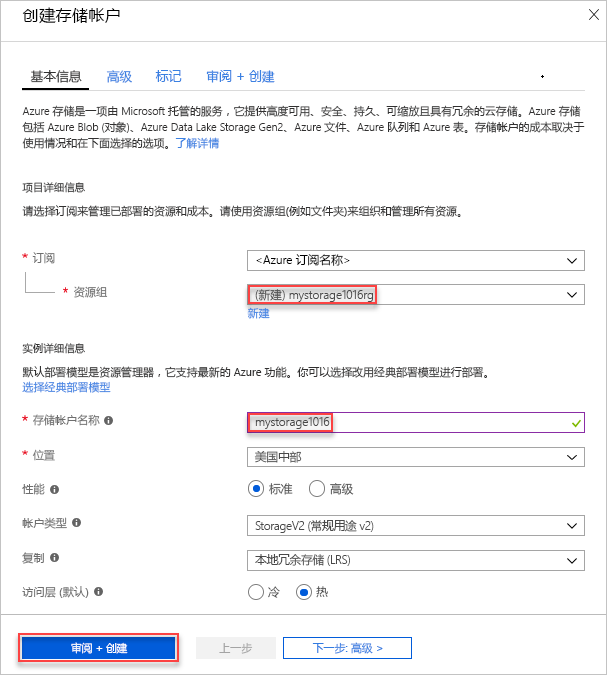 创建存储帐户
基本信息 高级 标记 审阅 + 创建
Azure 存储是一项由 Microsoft 托管的服务，它提供高度可用、安全、持久、可缩放且具有冗余的云存储。Azure 存储
包括 Azure Blob (对象)、Azure Data Lake Storage Gen2、Azure 文件、Azure 队列和 Azure 表。存储帐户的成本取决于
使用情况和在下面选择的选项。了解详情
项目详细信息
请选择订阅来管理已部署的资源和成本。请使用资源组(例如文件夹)来组织和管理所有资源。
* 订阅 <Azure 订阅名称>
* 资源组 (新建) mystorage1016rg
新建
实例详细信息
默认部署模型是资源管理器，它支持最新的 Azure 功能。你可以选择改用经典部署模型进行部署。
选择经典部署模型
* 存储帐户名称 mystorage1016
* 位置 美国中部
性能 标准 高级
帐户类型 StorageV2 (常规用途 v2)
复制 本地冗余存储 (LRS)
访问层 (默认) 冷 热
审阅 + 创建 上一步 下一步: 高级 >